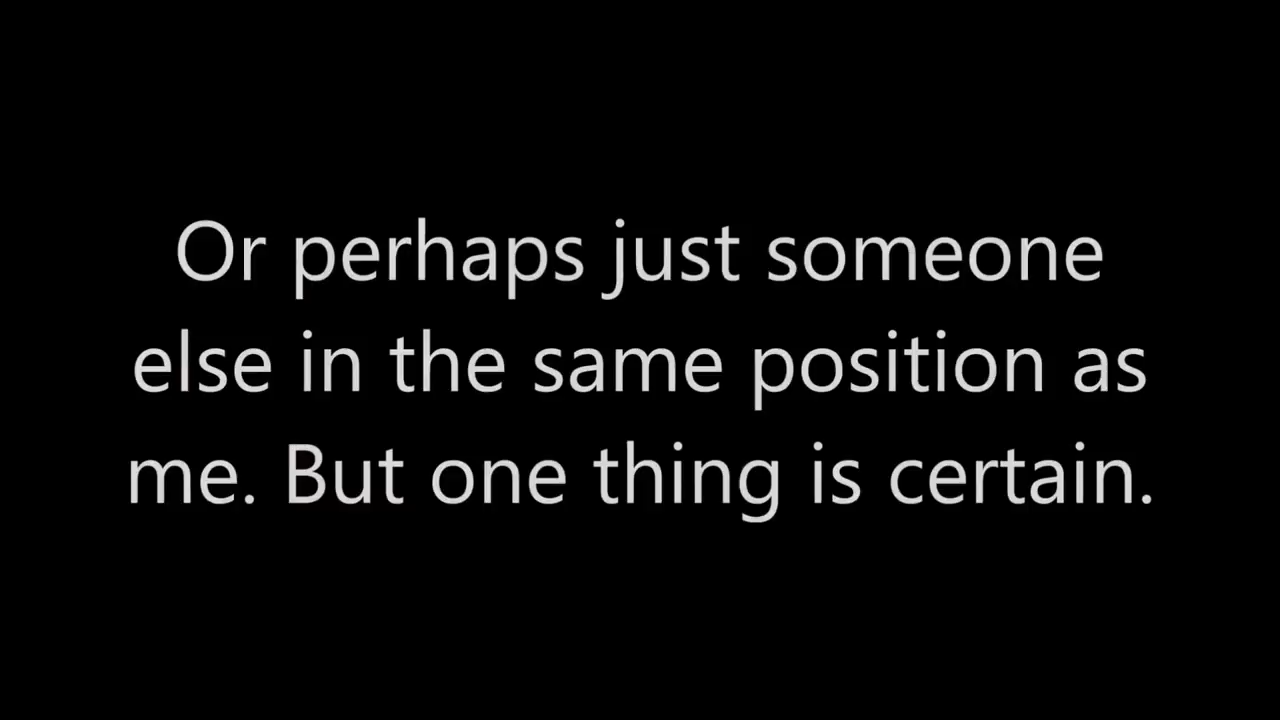 Or perhaps just someone
else in the same position as
me. But one thing is certain.